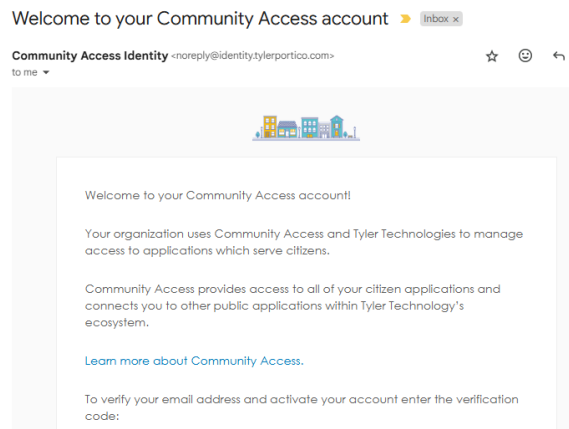 Welcome to your Community Access account Inbox ×
Community Access Identity <noreply@identity.tylerportico.com>
to me
Welcome to your Community Access account!
Your organization uses Community Access and Tyler Technologies to manage
access to applications which serve citizens.
Community Access provides access to all of your citizen applications and
connects you to other public applications within Tyler Technology's
ecosystem.
Learn more about Community Access.
To verify your email address and activate your account enter the verification
code: